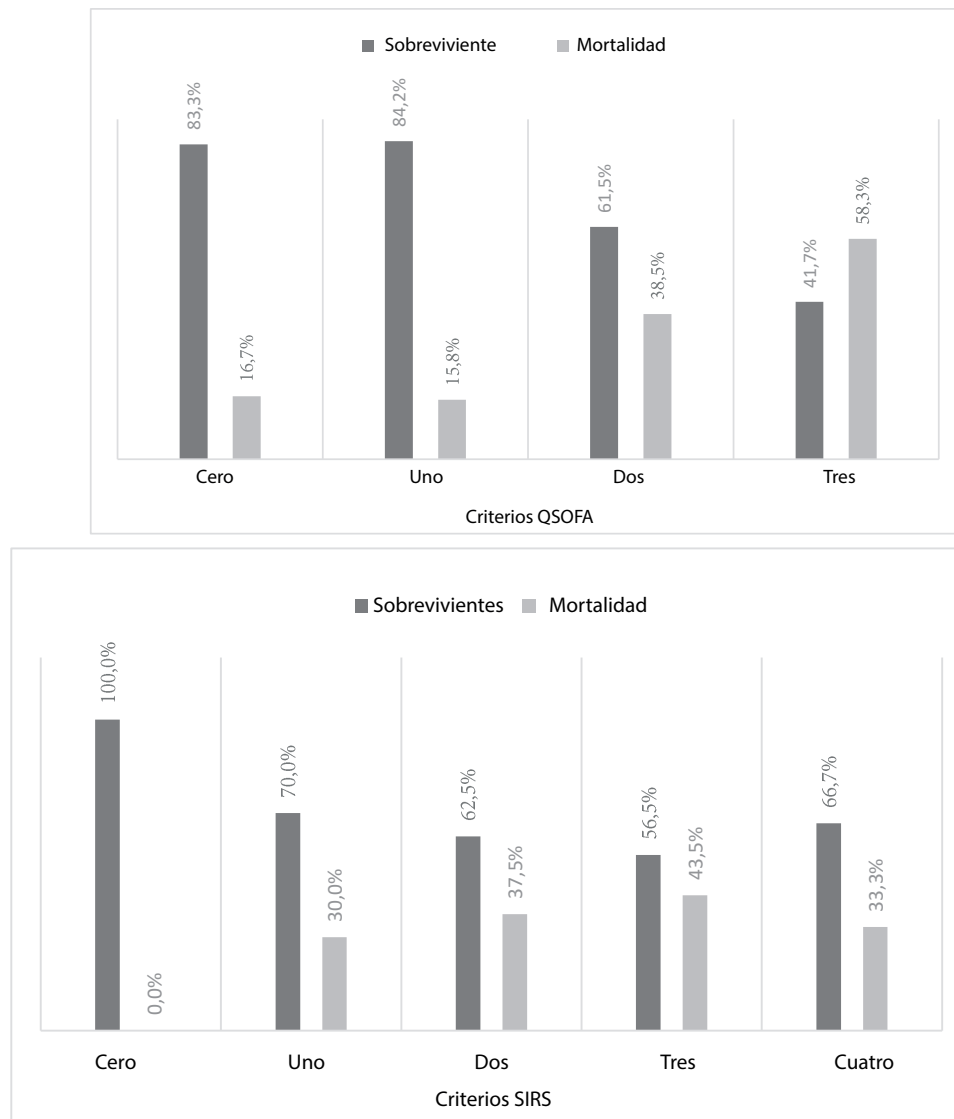 Sobreviviente Mortalidad
83,3% 16,7% 84,2% 15,8% 61,5% 38,5% 41,7% 58,3%
Cero Uno Dos Tres
Criterios QSOFA
Sobrevivientes Mortalidad
100,0% 0,0% 70,0% 30,0% 62,5% 37,5% 56,5% 43,5% 66,7% 33,3%
Cero Uno Dos Tres Cuatro
Criterios SIRS